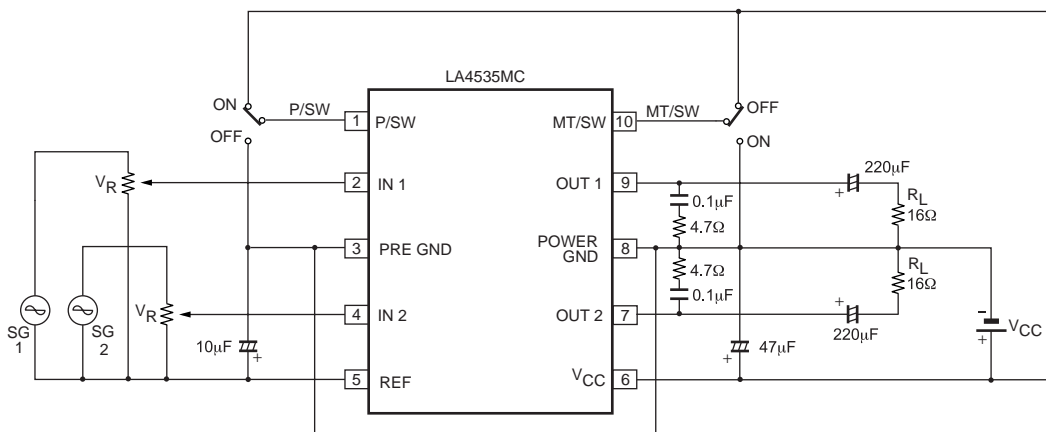 LA4535MC
ON
P/SW
OFF
1
P/SW
MT/SW
10
MT/SW
OFF
ON
VR
2
IN 1
OUT 1
9
0.1µF
4.7Ω
220µF
+
RL
16Ω
3
PRE GND
POWER
GND
8
4.7Ω
0.1µF
RL
16Ω
VR
4
IN 2
OUT 2
7
+
220µF
SG
1
SG
2
10µF
+
5
REF
VCC
6
47µF
+
-
+
VCC